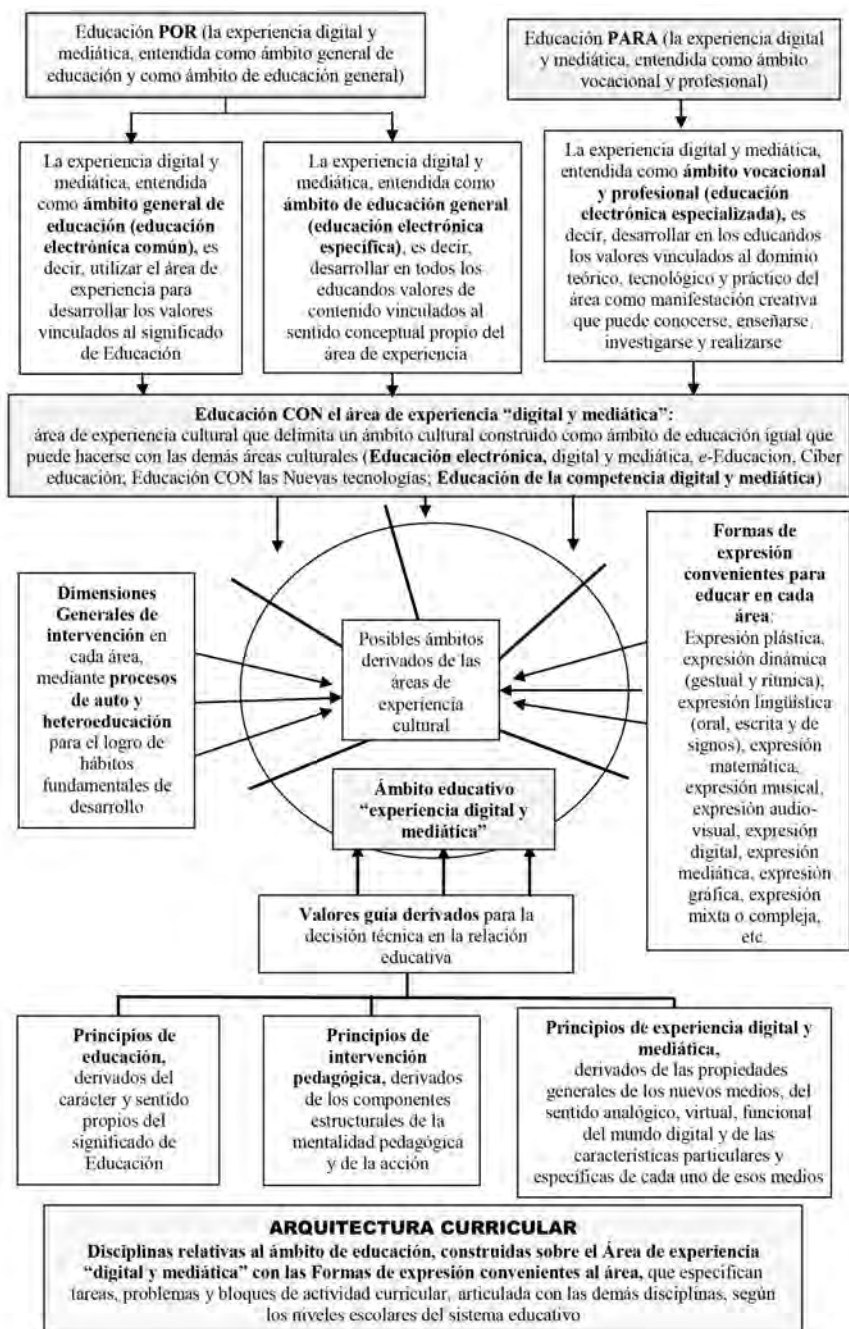 Educación POR (la experiencia digital y
mediática, entendida como ámbito general de
educación y como ámbito de educación general)
Educación PARA (la experiencia digital
y mediática, entendida como ámbito
vocacional y profesional)
La experiencia digital y
mediática, entendida
como ámbito general de
educación (educación
electrónica común), es
decir, utilizar el área de
experiencia para
desarrollar los valores
vinculados al significado
de Educación
La experiencia digital y
mediática, entendida como
ámbito de educación general
(educación electrónica
específica), es decir,
desarrollar en todos los
educandos valores de
contenido vinculados al
sentido conceptual propio del
área de experiencia
La experiencia digital y mediática,
entendida como ámbito vocacional
y profesional (educación
electrónica especializada), es
decir, desarrollar en los educandos
los valores vinculados al dominio
teórico, tecnológico y práctico del
área como manifestación creativa
que puede conocerse, enseñarse,
investigarse y realizarse
Educación CON el área de experiencia “digital y mediática”:
área de experiencia cultural que delimita un ámbito cultural construido como ámbito de educación igual que
puede hacerse con las demás áreas culturales (Educación electrónica, digital y mediática, e-Educacion, Ciber
educación; Educación CON las Nuevas tecnologías; Educación de la competencia digital y mediática)
Dimensiones
Generales de
intervención en
cada área,
mediante procesos
de auto y
heteroeducación
para el logro de
hábitos
fundamentales de
desarrollo
Posibles ámbitos
derivados de las
áreas de
experiencia
cultural
Ámbito educativo
“experiencia digital y
mediática”
Formas de
expresión
convenientes para
educar en cada
área:
Expresión plástica,
expresión dinámica
(gestual y rítmica),
expresión lingüística
(oral, escrita y de
signos), expresión
matemática,
expresión musical,
expresión audio-
visual, expresión
digital, expresión
mediática, expresión
gráfica, expresión
mixta o compleja,
etc.
Valores guía derivados para la
decisión técnica en la relación
educativa
Principios de
educación,
derivados del
carácter y sentido
propios del
significado de
Educación
Principios de
intervención
pedagógica, derivados
de los componentes
estructurales de la
mentalidad pedagógica
y de la acción
Principios de experiencia digital y
mediática,
derivados de las propiedades
generales de los nuevos medios, del
sentido analógico, virtual, funcional
del mundo digital y de las
características particulares y
específicas de cada uno de esos medios
ARQUITECTURA CURRICULAR
Disciplinas relativas al ámbito de educación, construidas sobre el Área de experiencia
“digital y mediática” con las Formas de expresión convenientes al área, que especifican
tareas, problemas y bloques de actividad curricular, articulada con las demás disciplinas, según
los niveles escolares del sistema educativo